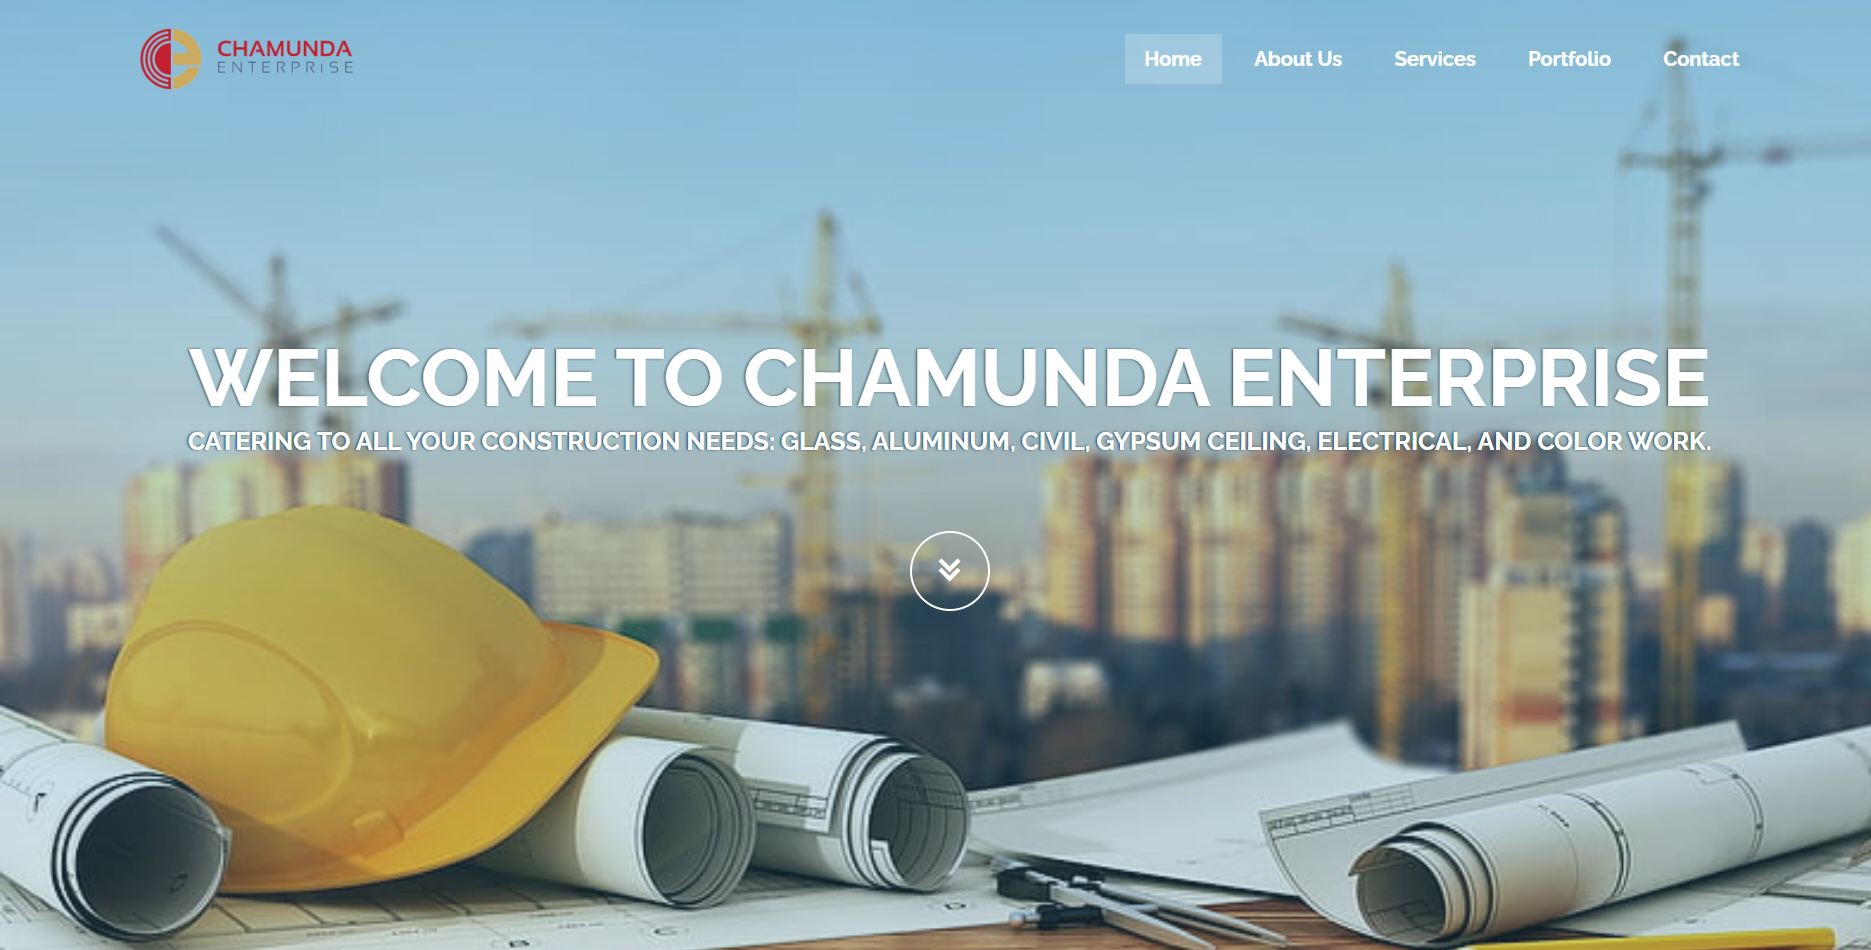 CHAMUNDA
ENTERPRISE
Home About Us Services Portfolio Contact
WELCOME TO CHAMUNDA ENTERPRISE
CATERING TO ALL YOUR CONSTRUCTION NEEDS: GLASS, ALUMINUM, CIVIL, GYPSUM CEILING, ELECTRICAL, AND COLOR WORK.
D
B
C